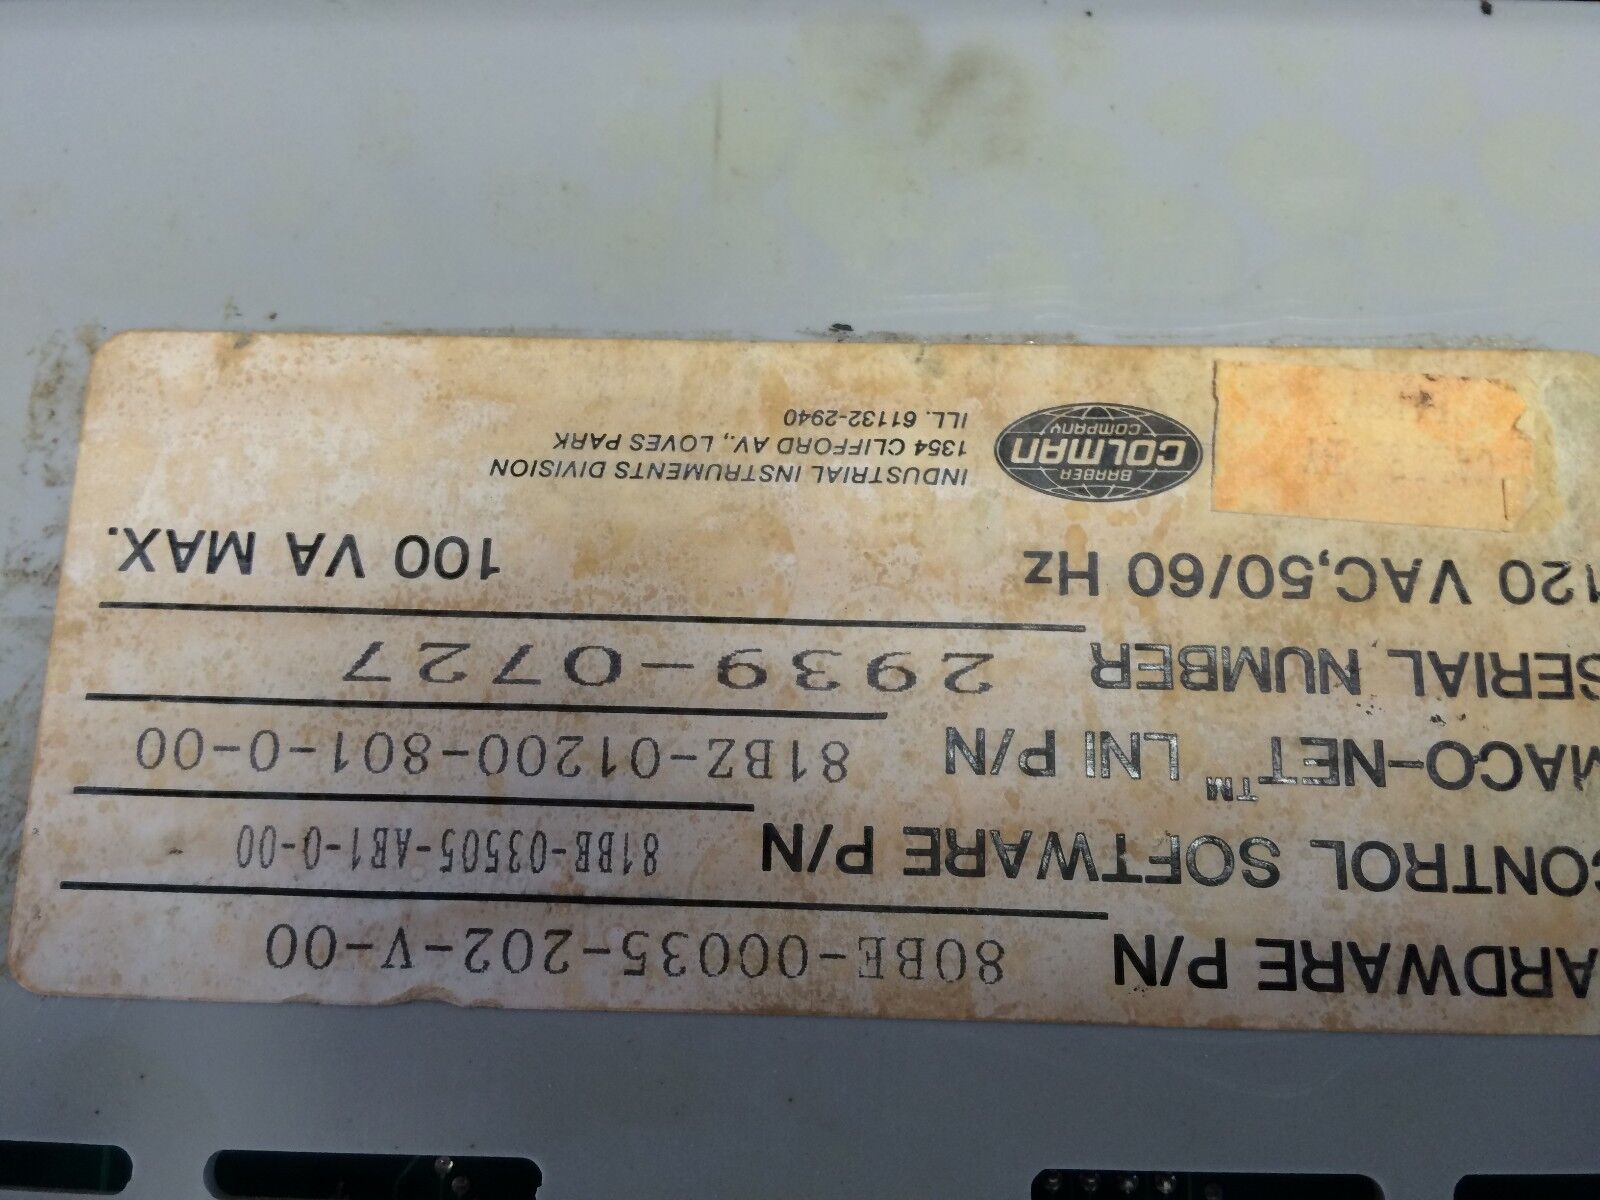 ARDWARE P/N 80BE-00035-202-V-00
CONTROL SOFTWARE P/N 81BE-03505-AB1-0-00
MACO-NET™ LNI P/N 81BZ-01200-801-0-00
SERIAL NUMBER 2939-0727
120 VAC,50/60 Hz 100 VA MAX.
BARBER
COLMAN
COMPANY
INDUSTRIAL INSTRUMENTS DIVISION
1354 CLIFFORD AV., LOVES PARK
ILL. 61132-2940